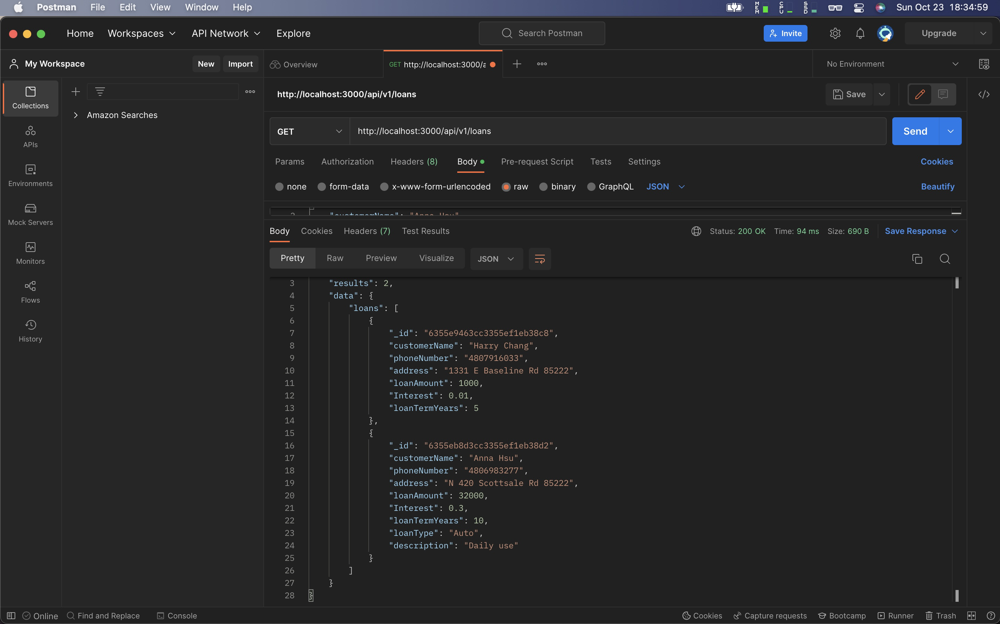 Postman File Edit View Window Help MEM CPU SSD Sun Oct 23 18:34:59
Home Workspaces API Network Explore Search Postman Invite Upgrade
My Workspace New Import Overview GET http://localhost:3000/a No Environment
Collections
APIs
Environments
Mock Servers
Monitors
Flows
History
Amazon Searches
http://localhost:3000/api/v1/loans Save
GET http://localhost:3000/api/v1/loans Send
Params Authorization Headers (8) Body Pre-request Script Tests Settings Cookies
none form-data x-www-form-urlencoded raw binary GraphQL JSON Beautify
2 "customerName": "Anna Hsu"
Body Cookies Headers (7) Test Results Status: 200 OK Time: 94 ms Size: 690 B Save Response
Pretty Raw Preview Visualize JSON
3 "results": 2,
4 "data": {
5 "loans": [
6 {
7 "_id": "6355e9463cc3355ef1eb38c8",
8 "customerName": "Harry Chang",
9 "phoneNumber": "4807916033",
10 "address": "1331 E Baseline Rd 85222",
11 "loanAmount": 1000,
12 "Interest": 0.01,
13 "loanTermYears": 5
14 },
15 {
16 "_id": "6355eb8d3cc3355ef1eb38d2",
17 "customerName": "Anna Hsu",
18 "phoneNumber": "4806983277",
19 "address": "N 420 Scottsale Rd 85222",
20 "loanAmount": 32000,
21 "Interest": 0.3,
22 "loanTermYears": 10,
23 "loanType": "Auto",
24 "description": "Daily use"
25 }
26 ]
27 }
28 }
Online Find and Replace Console Cookies Capture requests Bootcamp Runner Trash